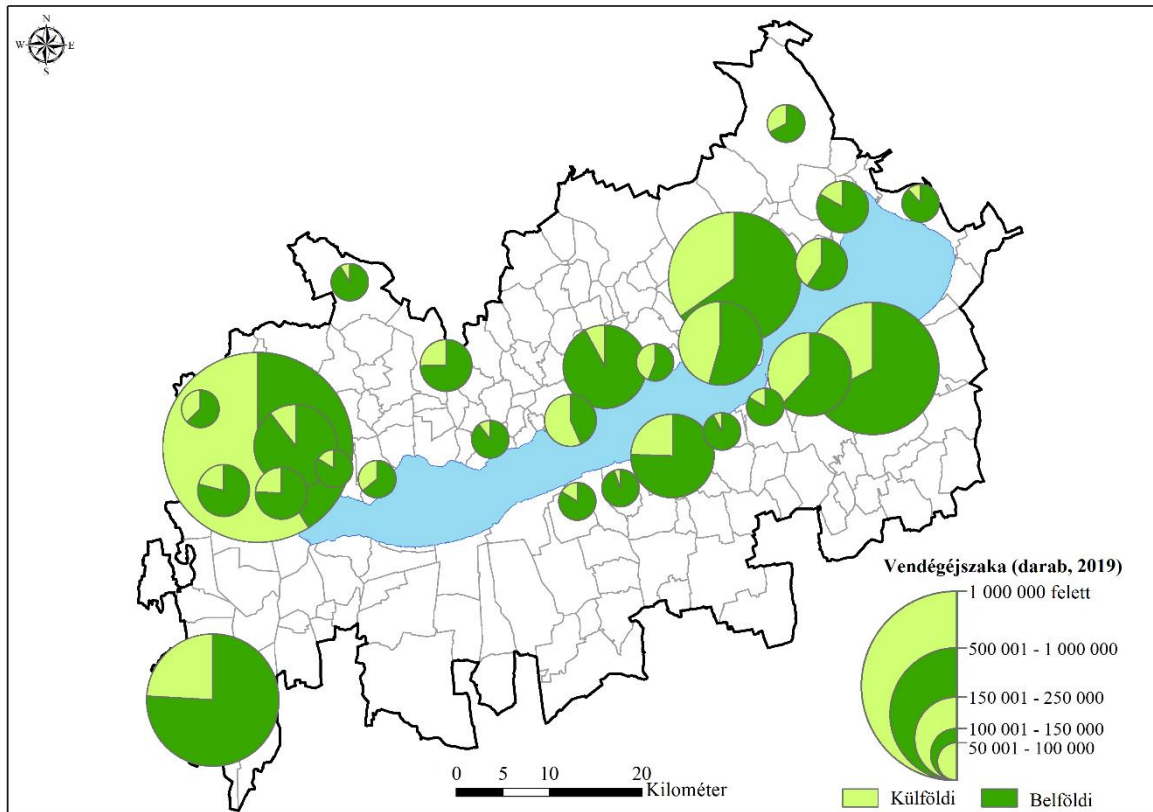 N
W E
S
Vendégéjszaka (darab, 2019)
1 000 000 felett
500 001 - 1 000 000
150 001 - 250 000
100 001 - 150 000
50 001 - 100 000
0 5 10 20
Kilométer
Külföldi Belföldi